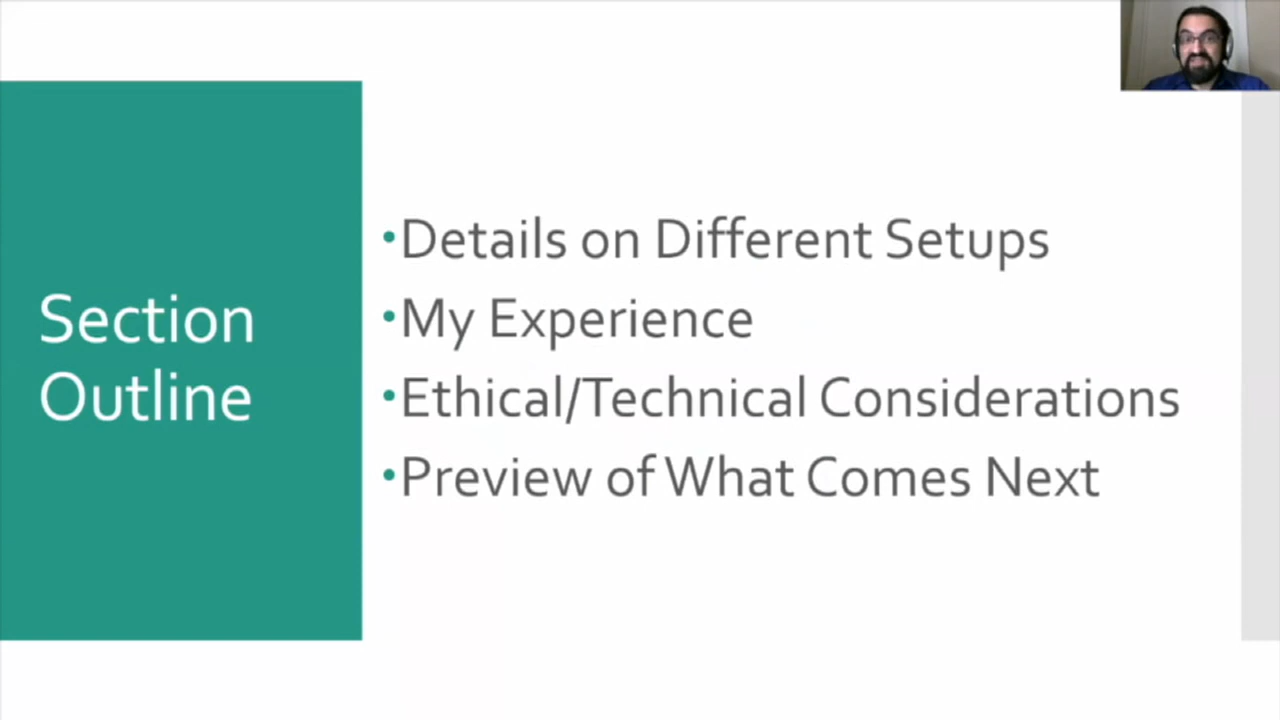 Section
Outline
•Details on Different Setups
•My Experience
•Ethical/Technical Considerations
•Preview of What Comes Next